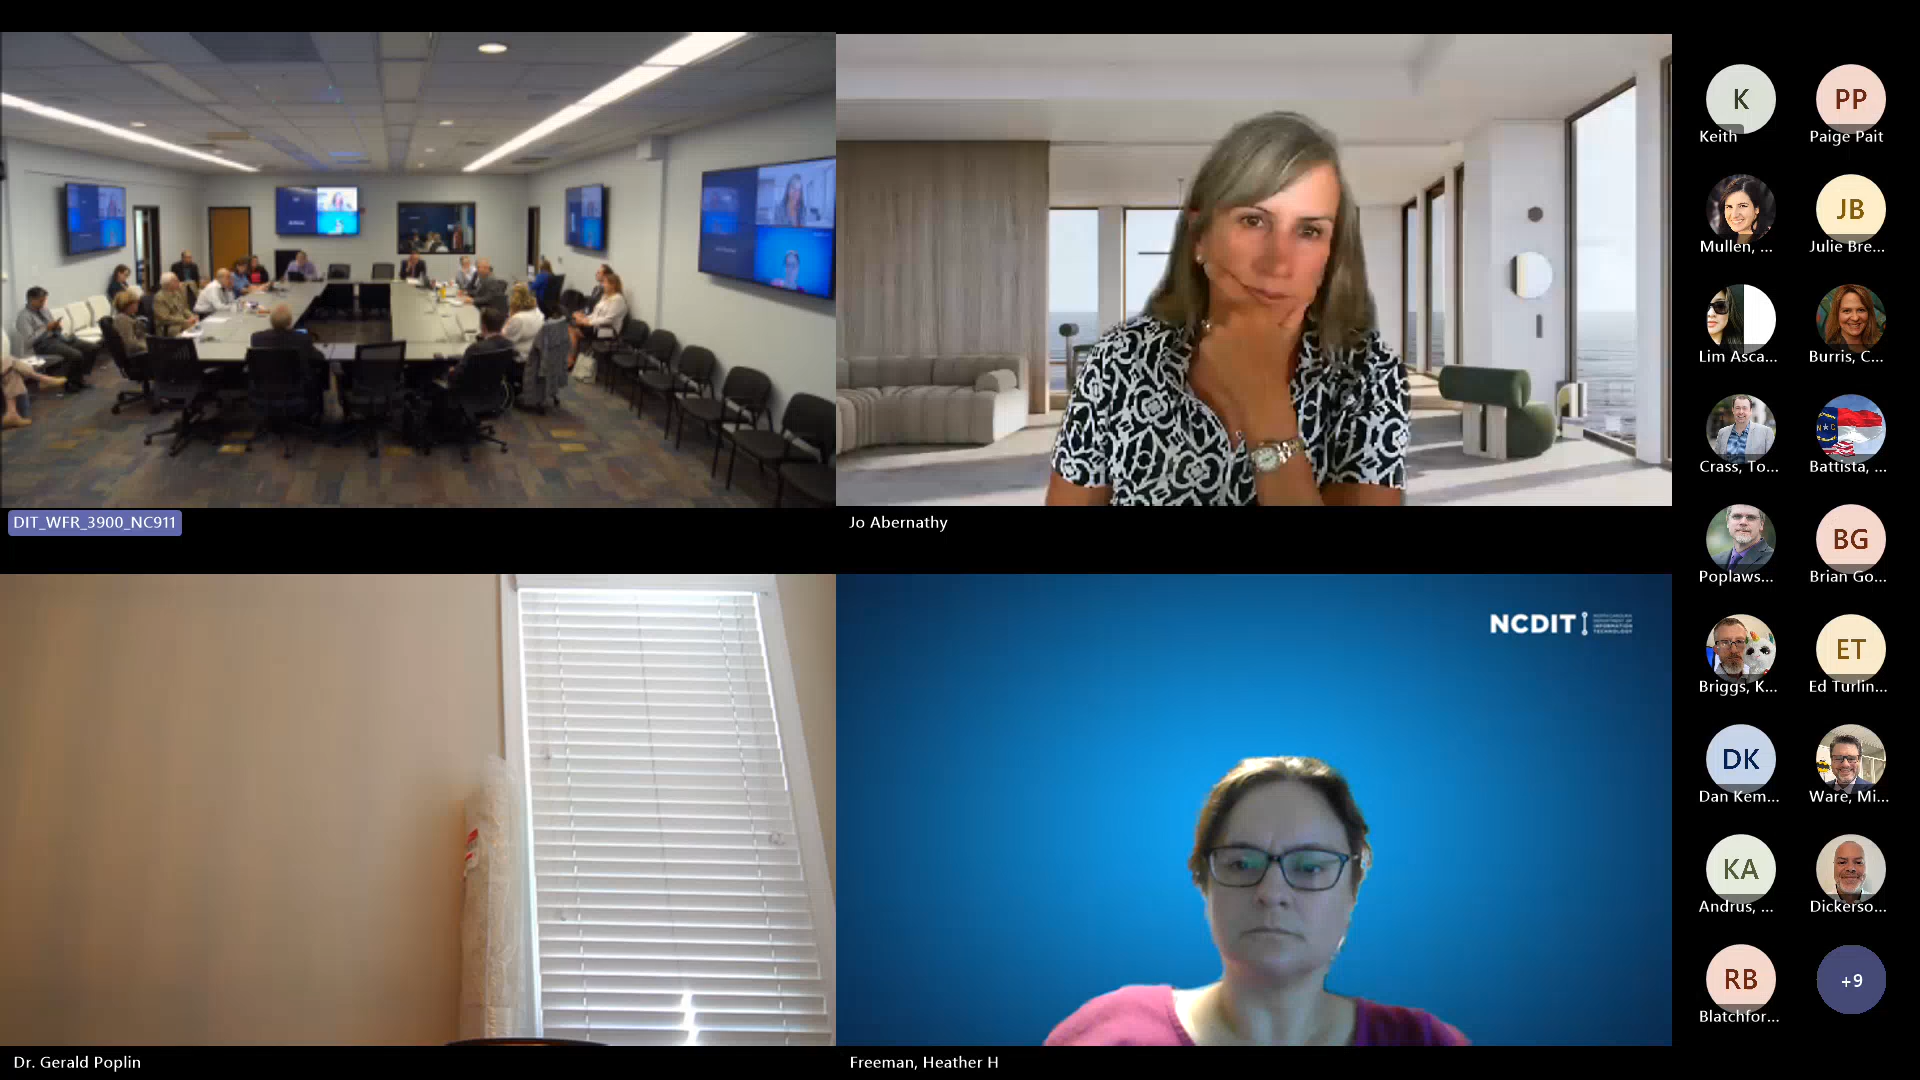 K
PP
Keith
Paige Pait
JB
Mullen, ...
Julie Bre...
Lim Asca...
Burris, C...
Crass, To...
Battista, ...
DIT_WFR_3900_NC911
Jo Abernathy
BG
Poplaws...
Brian Go...
NCDIT
INFORMATION
TECHNOLOGY
ET
Briggs, K...
Ed Turlin...
DK
Dan Kem...
Ware, Mi...
KA
Andrus, ...
Dickerso...
RB
+9
Blatchfor...
Dr. Gerald Poplin
Freeman, Heather H